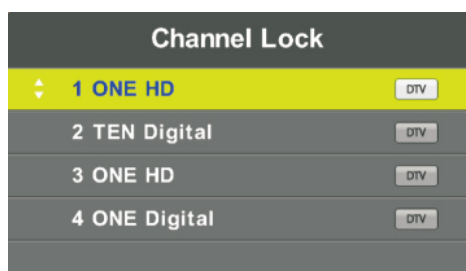 Channel Lock
1 ONE HD DTV
2 TEN Digital DTV
3 ONE HD DTV
4 ONE Digital DTV